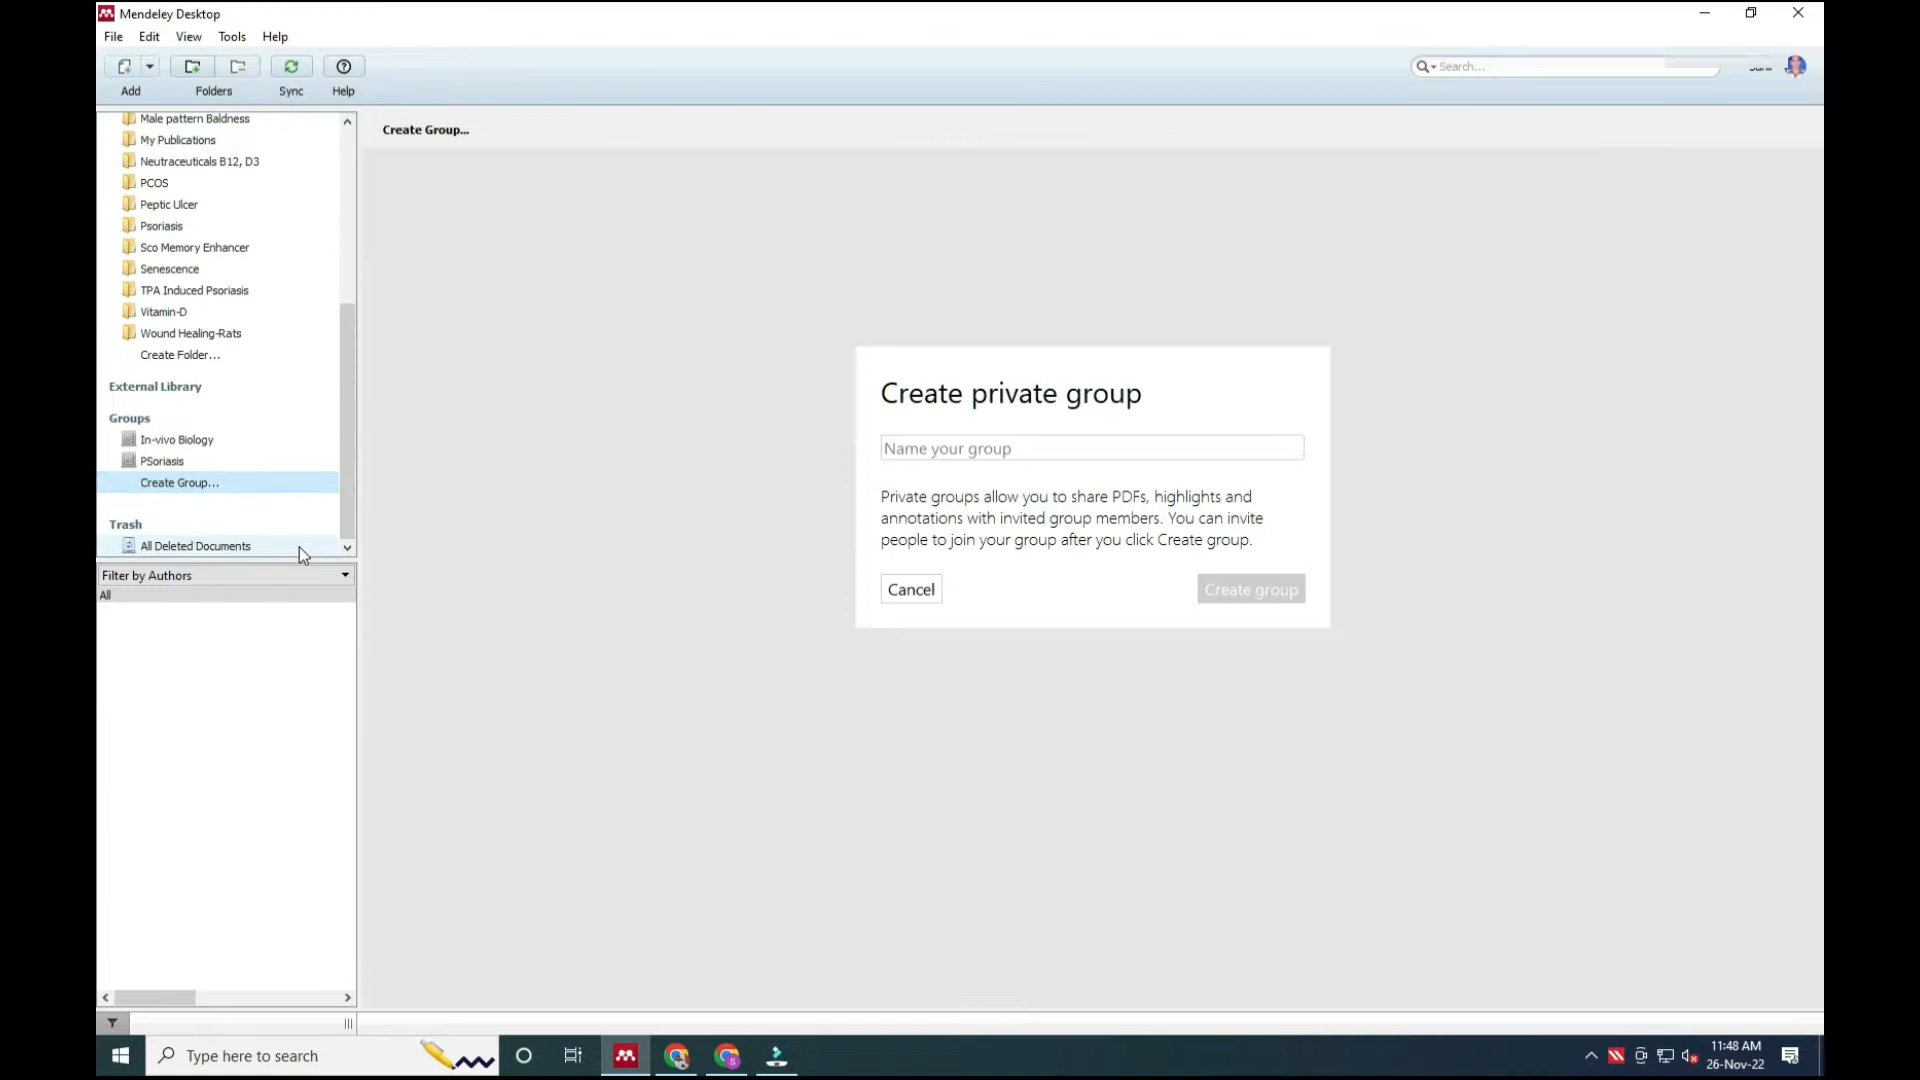 Mendeley Desktop
File Edit View Tools Help
Search...
Add Folders Sync Help
Male pattern Baldness
My Publications
Neutraceuticals B12, D3
PCOS
Peptic Ulcer
Psoriasis
Sco Memory Enhancer
Senescence
TPA Induced Psoriasis
Vitamin-D
Wound Healing-Rats
Create Folder...
External Library
Groups
In-vivo Biology
PSoriasis
Create Group...
Trash
All Deleted Documents
Filter by Authors
All
Create Group...
Create private group
Name your group
Private groups allow you to share PDFs, highlights and
annotations with invited group members. You can invite
people to join your group after you click Create group.
Cancel Create group
Type here to search
11:48 AM
26-Nov-22